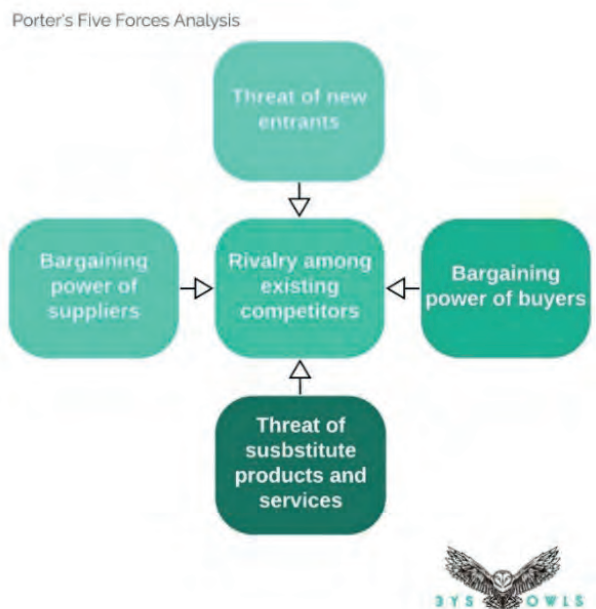 Porter's Five Forces Analysis
Threat of new
entrants
Bargaining
power of
suppliers
Rivalry among
existing
competitors
Bargaining
power of buyers
Threat of
susbstitute
products and
services
3YS OWLS